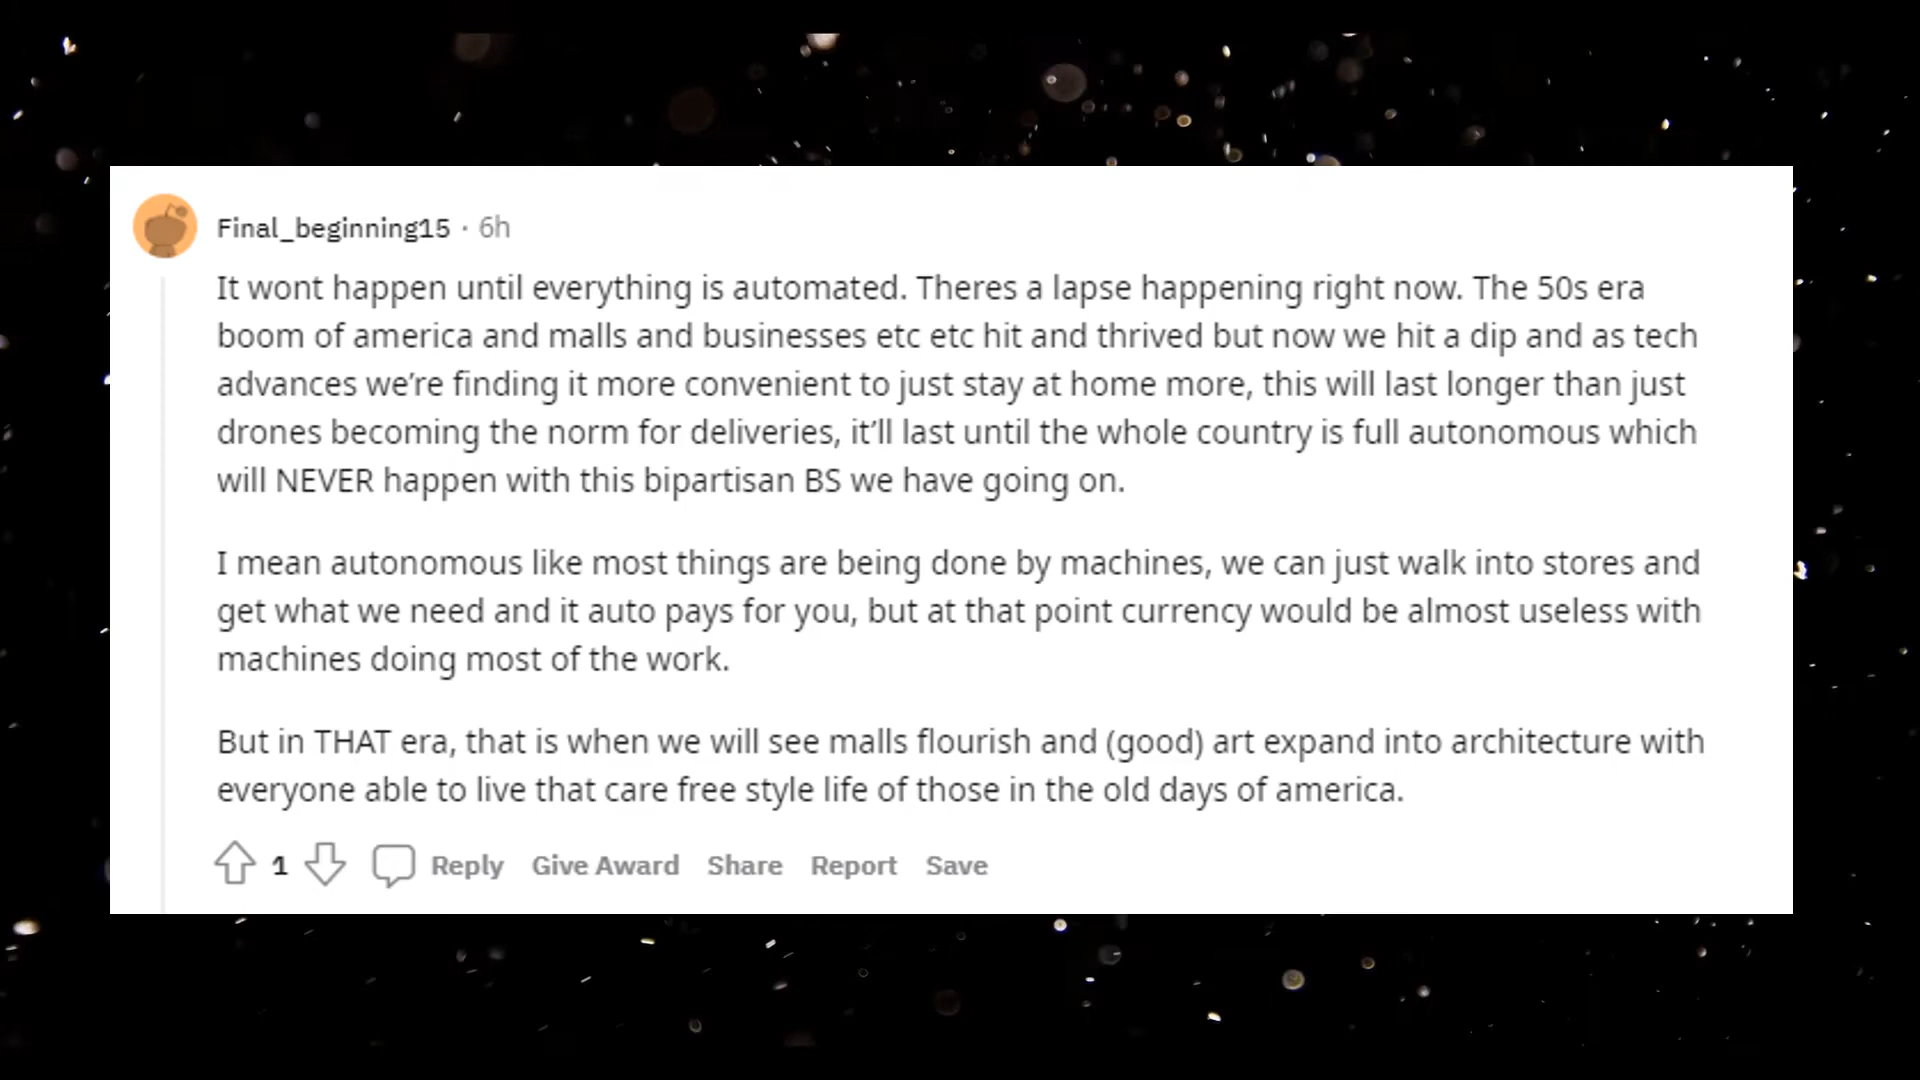 Final_beginning15 · 6h
It wont happen until everything is automated. Theres a lapse happening right now. The 50s era
boom of america and malls and businesses etc etc hit and thrived but now we hit a dip and as tech
advances we’re finding it more convenient to just stay at home more, this will last longer than just
drones becoming the norm for deliveries, it’ll last until the whole country is full autonomous which
will NEVER happen with this bipartisan BS we have going on.
I mean autonomous like most things are being done by machines, we can just walk into stores and
get what we need and it auto pays for you, but at that point currency would be almost useless with
machines doing most of the work.
But in THAT era, that is when we will see malls flourish and (good) art expand into architecture with
everyone able to live that care free style life of those in the old days of america.
1 Reply Give Award Share Report Save